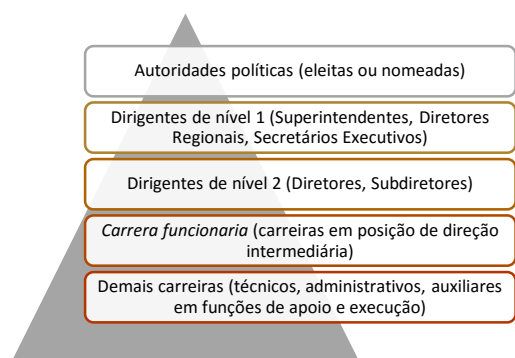 Autoridades políticas (eleitas ou nomeadas)
Dirigentes de nível 1 (Superintendentes, Diretores
Regionais, Secretários Executivos)
Dirigentes de nível 2 (Diretores, Subdiretores)
Carrera funcionaria (carreiras em posição de direção
intermediária)
Demais carreiras (técnicos, administrativos, auxiliares
em funções de apoio e execução)